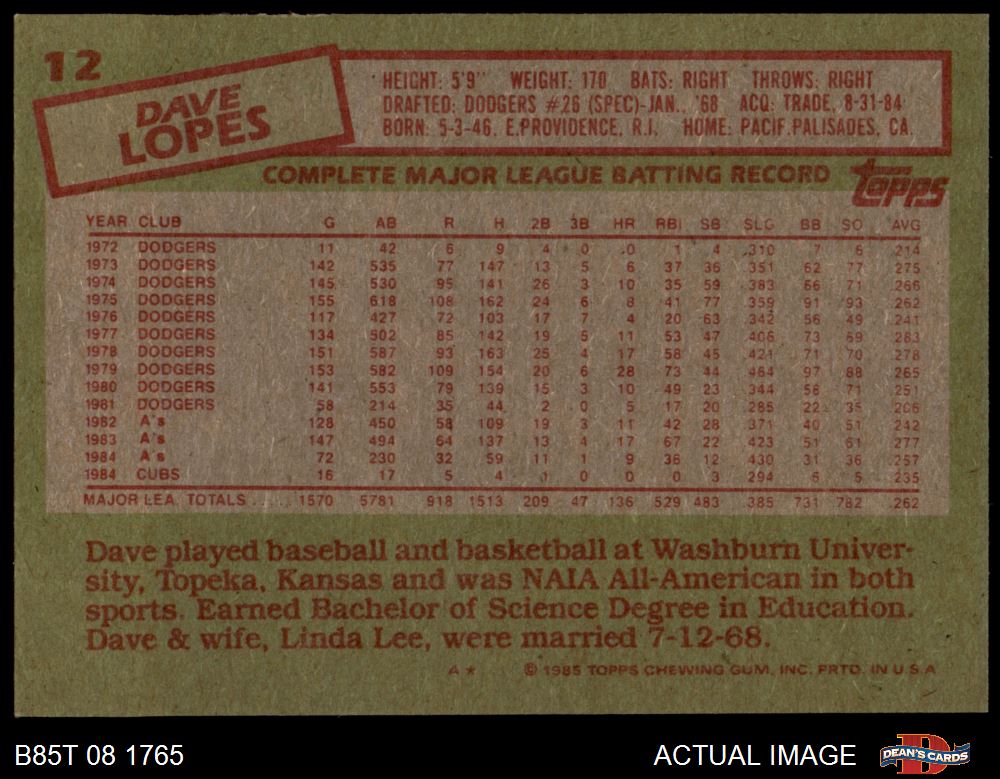 12
DAVE
LOPES
HEIGHT: 5'9" WEIGHT: 170 BATS: RIGHT THROWS: RIGHT
DRAFTED: DODGERS #26 (SPEC)-JAN., '68 ACQ: TRADE, 8-31-84
BORN: 5-3-46, E.PROVIDENCE, R.I. HOME: PACIF.PALISADES, CA.
COMPLETE MAJOR LEAGUE BATTING RECORD
topps
YEAR CLUB G AB R H 2B 3B HR RBI SB SLG BB SO AVG
1972 DODGERS 11 42 6 9 4 0 0 1 4 .310 7 6 .214
1973 DODGERS 142 535 77 147 13 5 6 37 36 .351 62 77 .275
1974 DODGERS 145 530 95 141 26 3 10 35 59 .383 66 71 .266
1975 DODGERS 155 618 108 162 24 6 8 41 77 .359 91 93 .262
1976 DODGERS 117 427 72 103 17 7 4 20 63 .342 56 49 .241
1977 DODGERS 134 502 85 142 19 5 11 53 47 .406 73 69 .283
1978 DODGERS 151 587 93 163 25 4 17 58 45 .421 71 70 .278
1979 DODGERS 153 582 109 154 20 6 28 73 44 .464 97 88 .265
1980 DODGERS 141 553 79 139 15 3 10 49 23 .344 58 71 .251
1981 DODGERS 58 214 35 44 2 0 5 17 20 .285 22 35 .206
1982 A's 128 450 58 109 19 3 11 42 28 .371 40 51 .242
1983 A's 147 494 64 137 13 4 17 67 22 .423 51 61 .277
1984 A's 72 230 32 59 11 1 9 36 12 .430 31 36 .257
1984 CUBS 16 17 5 4 1 0 0 0 3 .294 6 5 .235
MAJOR LEA. TOTALS 1570 5781 918 1513 209 47 136 529 483 .385 731 782 .262
Dave played baseball and basketball at Washburn Univer-
sity, Topeka, Kansas and was NAIA All-American in both
sports. Earned Bachelor of Science Degree in Education.
Dave & wife, Linda Lee, were married 7-12-68.
A* © 1985 TOPPS CHEWING GUM, INC. PRTD. IN U.S.A.
B85T 08 1765 ACTUAL IMAGE DEAN'S CARDS